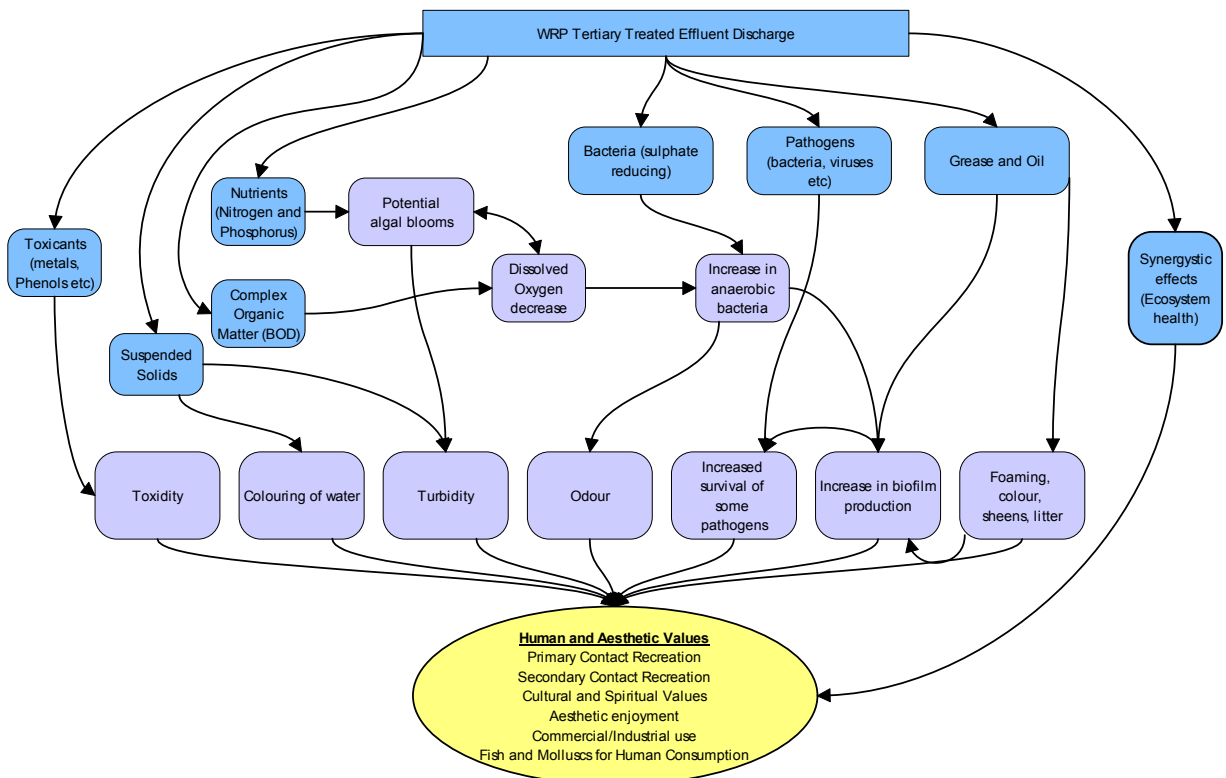 WRP Tertiary Treated Effluent Discharge
Bacteria (sulphate
reducing)
Pathogens
(bacteria, viruses
etc)
Grease and Oil
Nutrients
(Nitrogen and
Phosphorus)
Potential
algal blooms
Toxicants
(metals,
Phenols etc)
Dissolved
Oxygen
decrease
Increase in
anaerobic
bacteria
Synergystic
effects
(Ecosystem
health)
Complex
Organic
Matter (BOD)
Suspended
Solids
Toxidity
Colouring of water
Turbidity
Odour
Increased
survival of
some
pathogens
Increase in biofilm
production
Foaming,
colour,
sheens, litter
Human and Aesthetic Values
Primary Contact Recreation
Secondary Contact Recreation
Cultural and Spiritual Values
Aesthetic enjoyment
Commercial/Industrial use
Fish and Molluscs for Human Consumption